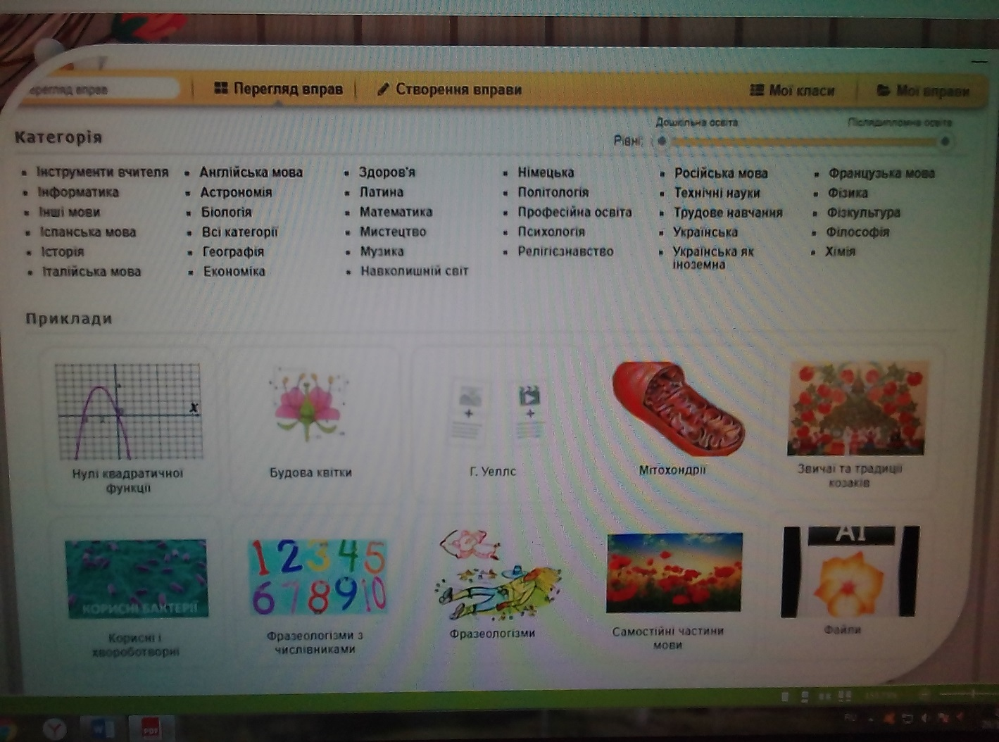 Перегляд вправ
Перегляд вправ
Створення вправи
Мої класи
Мої вправи
Категорія
Рівні:
Дошкільна освіта
Післядипломна освіта
Інструменти вчителя
Інформатика
Інші мови
Іспанська мова
Історія
Італійська мова
Англійська мова
Астрономія
Біологія
Всі категорії
Географія
Економіка
Здоров'я
Латина
Математика
Мистецтво
Музика
Навколишній світ
Німецька
Політологія
Професійна освіта
Психологія
Релігієзнавство
Російська мова
Технічні науки
Трудове навчання
Українська
Українська як
іноземна
Французька мова
Фізика
Фізкультура
Філософія
Хімія
Приклади
x
Нулі квадратичної
функції
Будова квітки
Г. Уеллс
Мітохондрії
Звичаї та традиції
козаків
КОРИСНІ БАКТЕРІЇ
Корисні і
хвороботворні
1 2 3 4 5
6 7 8 9 10
Фразеологізми з
числівниками
Фразеологізми
Самостійні частини
мови
AI
Файли
RU
PDF